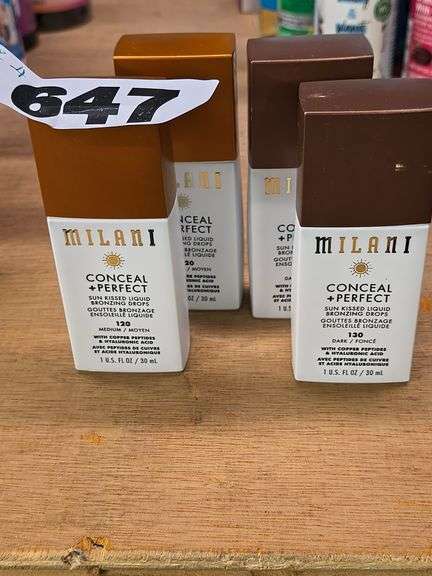 647
MILANI
CONCEAL
+PERFECT
SUN KISSED LIQUID
BRONZING DROPS
GOUTTES BRONZAGE
ENSOLEILLÉ LIQUIDE
120
MEDIUM / MOYEN
WITH COPPER PEPTIDES
& HYALURONIC ACID
AVEC PEPTIDES DE CUIVRE
ET ACIDE HYALURONIQUE
1 U.S. FL OZ / 30 mL
MILANI
CONCEAL
+PERFECT
SUN KISSED LIQUID
BRONZING DROPS
GOUTTES BRONZAGE
ENSOLEILLÉ LIQUIDE
130
DARK / FONCÉ
WITH COPPER PEPTIDES
& HYALURONIC ACID
AVEC PEPTIDES DE CUIVRE
ET ACIDE HYALURONIQUE
1 U.S. FL OZ / 30 mL